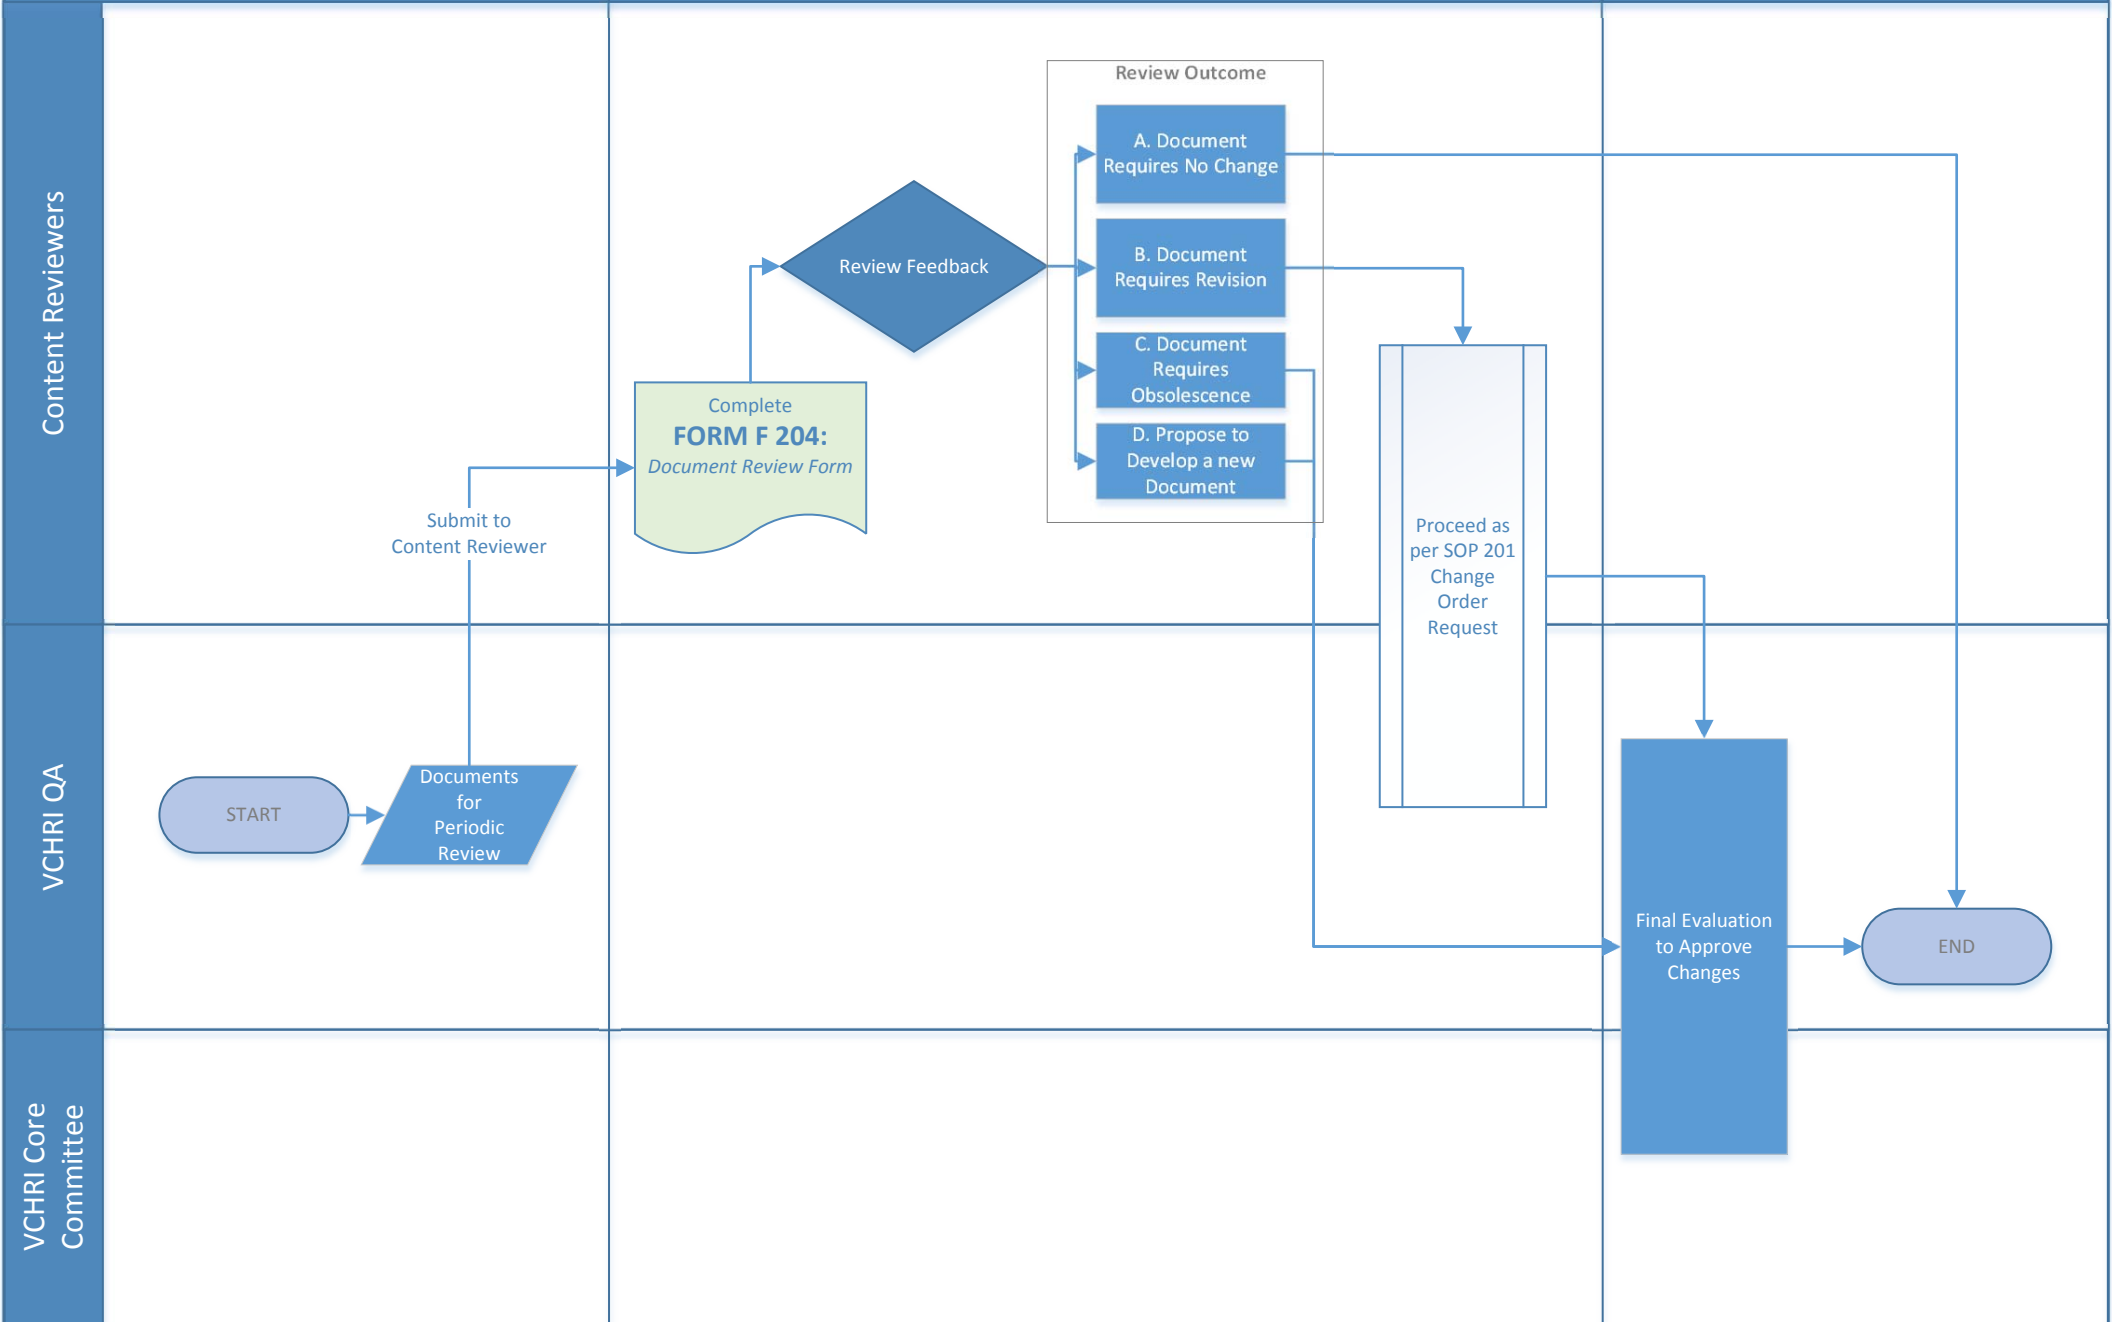 Content Reviewers
Review Outcome
A. Document
Requires No Change
Review Feedback
B. Document
Requires Revision
C. Document
Requires
Obsolescence
D. Propose to
Develop a new
Document
Complete
FORM F 204:
Document Review Form
Submit to
Content Reviewer
Proceed as
per SOP 201
Change
Order
Request
VCHRI QA
START
Documents
for
Periodic
Review
Final Evaluation
to Approve
Changes
END
VCHRI Core
Committee